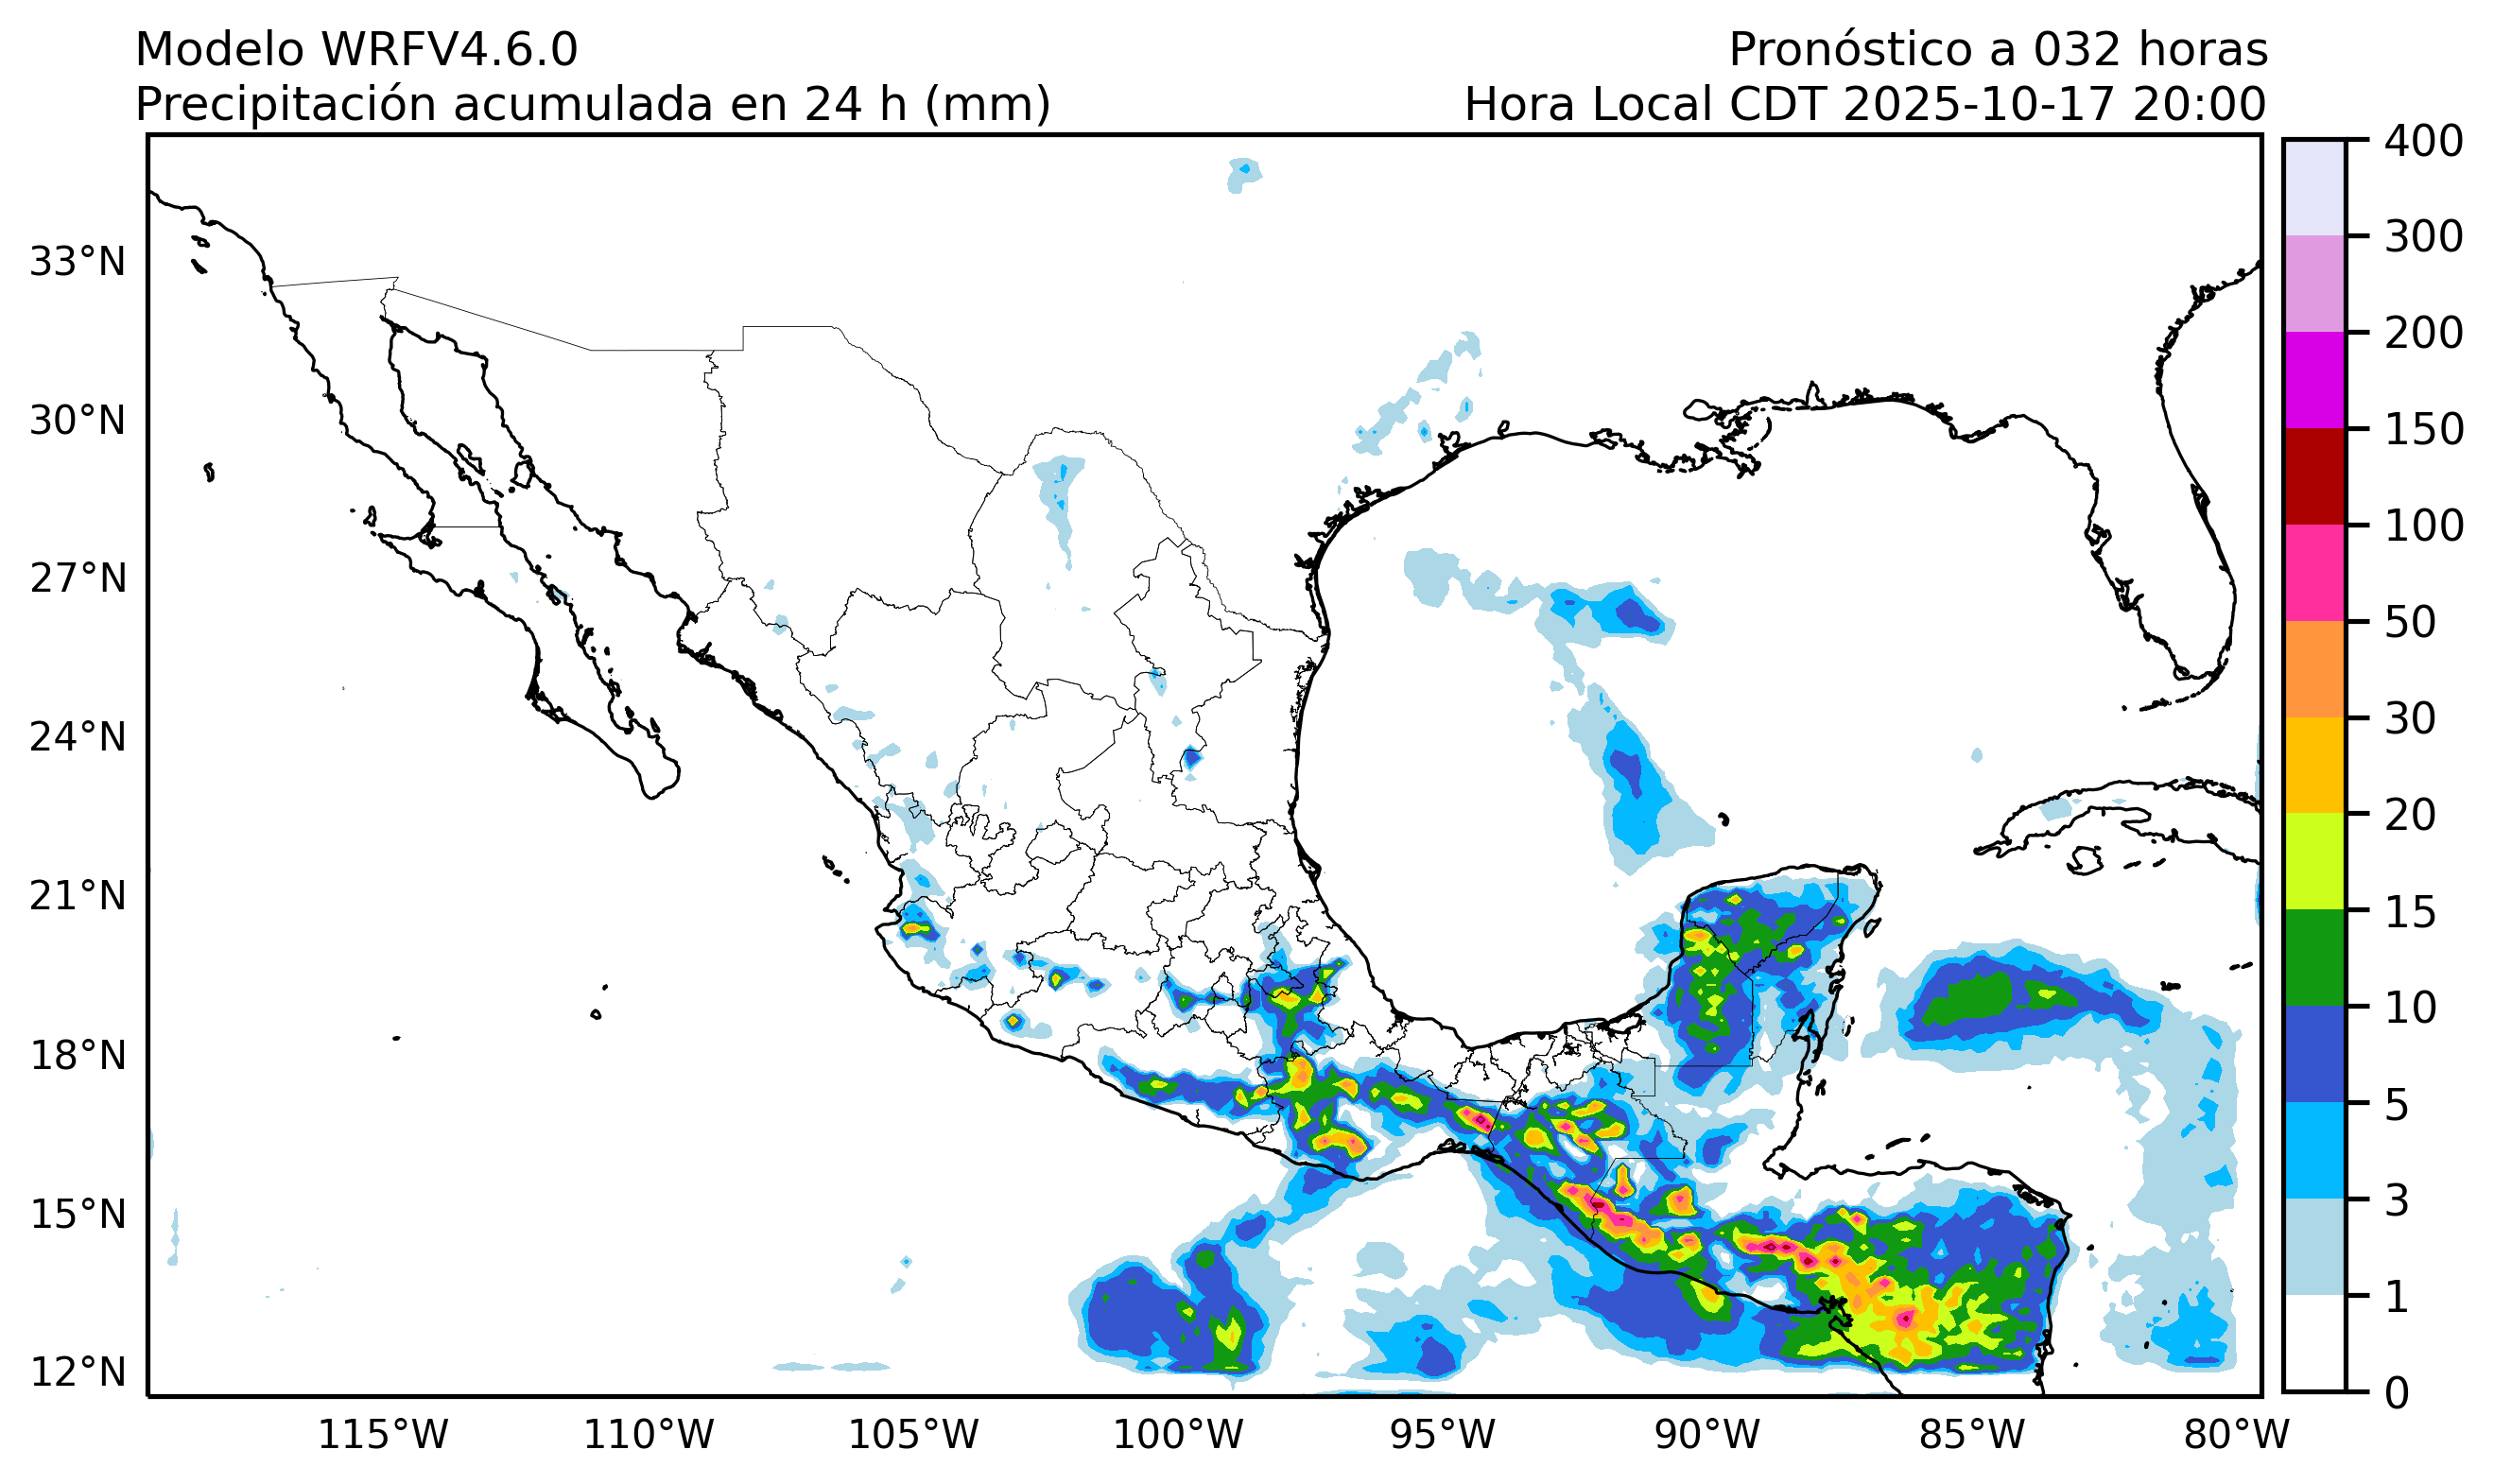 Modelo WRFV4.6.0
Pronóstico a 032 horas
Precipitación acumulada en 24 h (mm)
Hora Local CDT 2025-10-17 20:00
33°N
30°N
27°N
24°N
21°N
18°N
15°N
12°N
115°W
110°W
105°W
100°W
95°W
90°W
85°W
80°W
400
300
200
150
100
50
30
20
15
10
5
3
1
0